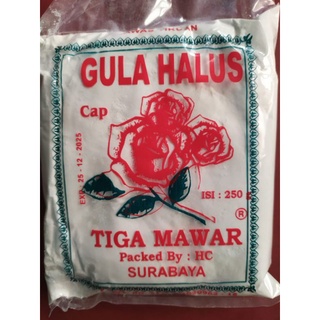 GULA HALUS
Cap
EXP. 25 - 12 - 2025
ISI : 250
®
TIGA MAWAR
Packed By : HC
SURABAYA